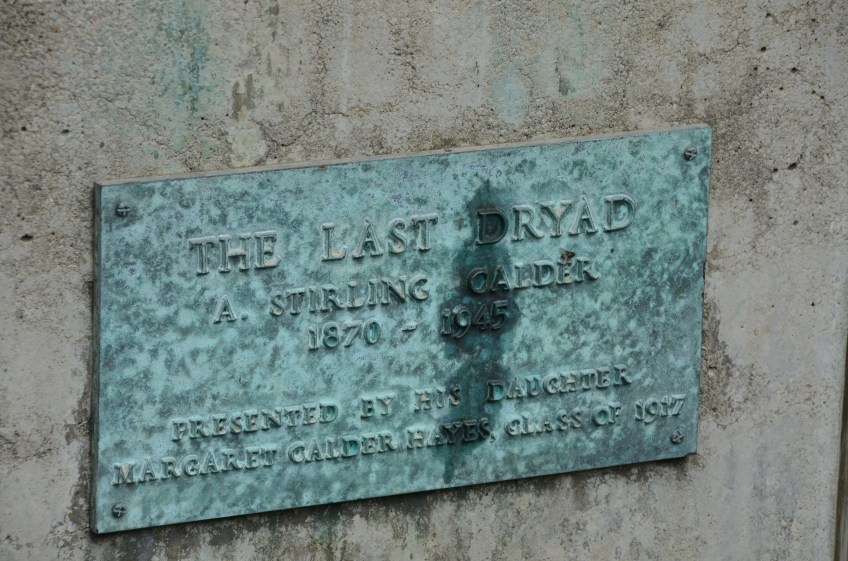 THE LAST DRYAD
A. STIRLING CALDER
1870 - 1945
PRESENTED BY HIS DAUGHTER
MARGARET CALDER HAYES, CLASS OF 1917